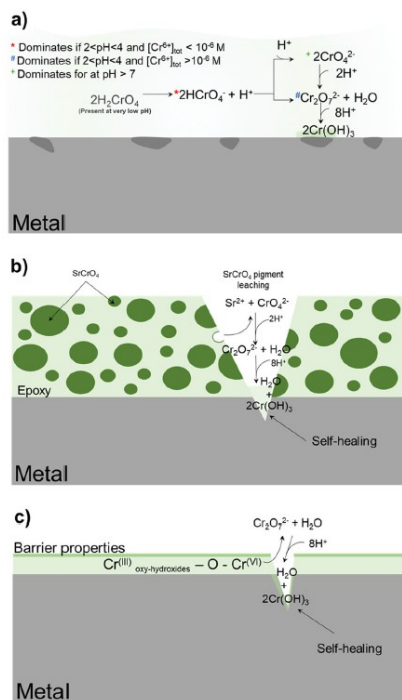 a)
* Dominates if 2<pH<4 and [Cr⁶⁺]tot < 10⁻⁶ M
# Dominates if 2<pH<4 and [Cr⁶⁺]tot >10⁻⁶ M
+ Dominates for at pH > 7
H⁺
+ 2CrO₄²⁻
2H⁺
2H₂CrO₄
(Present at very low pH)
*2HCrO₄⁻ + H⁺
#Cr₂O₇²⁻ + H₂O
8H⁺
2Cr(OH)₃
Metal
b)
SrCrO₄
SrCrO₄ pigment
leaching
Sr²⁺ + CrO₄²⁻
2H⁺
Cr₂O₇²⁻ + H₂O
8H⁺
H₂O
+
2Cr(OH)₃
Epoxy
Self-healing
Metal
c)
Cr₂O₇²⁻ + H₂O
8H⁺
Barrier properties
Cr⁽ᴵᴵᴵ⁾ oxy-hydroxides – O - Cr⁽ⱽᴵ⁾
H₂O
+
2Cr(OH)₃
Self-healing
Metal